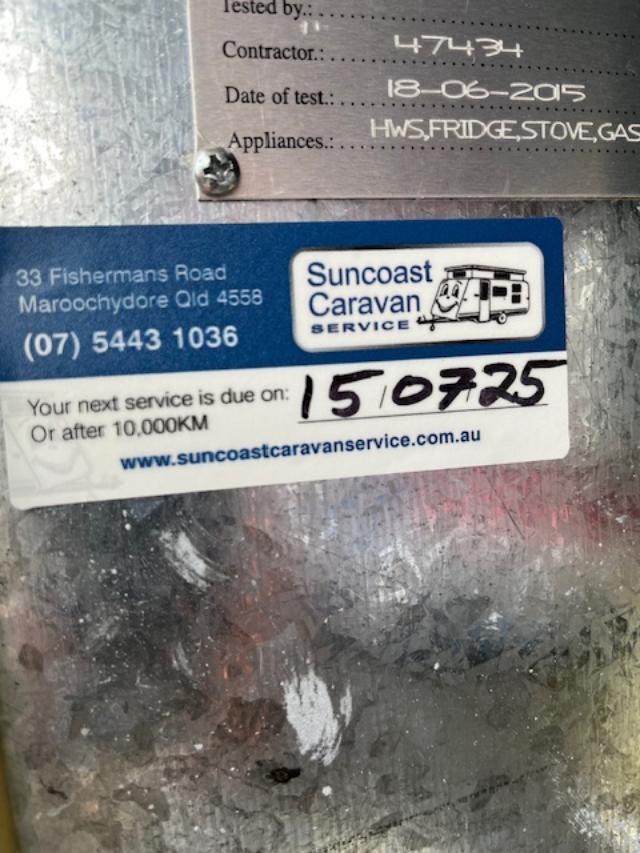 Tested by.:
Contractor.: 47434
Date of test.: 18-06-2015
Appliances.: HWS,FRIDGE,STOVE,GAS
33 Fishermans Road
Maroochydore Qld 4558
(07) 5443 1036
Suncoast
Caravan
SERVICE
Your next service is due on: 15/07/25
Or after 10,000KM
www.suncoastcaravanservice.com.au